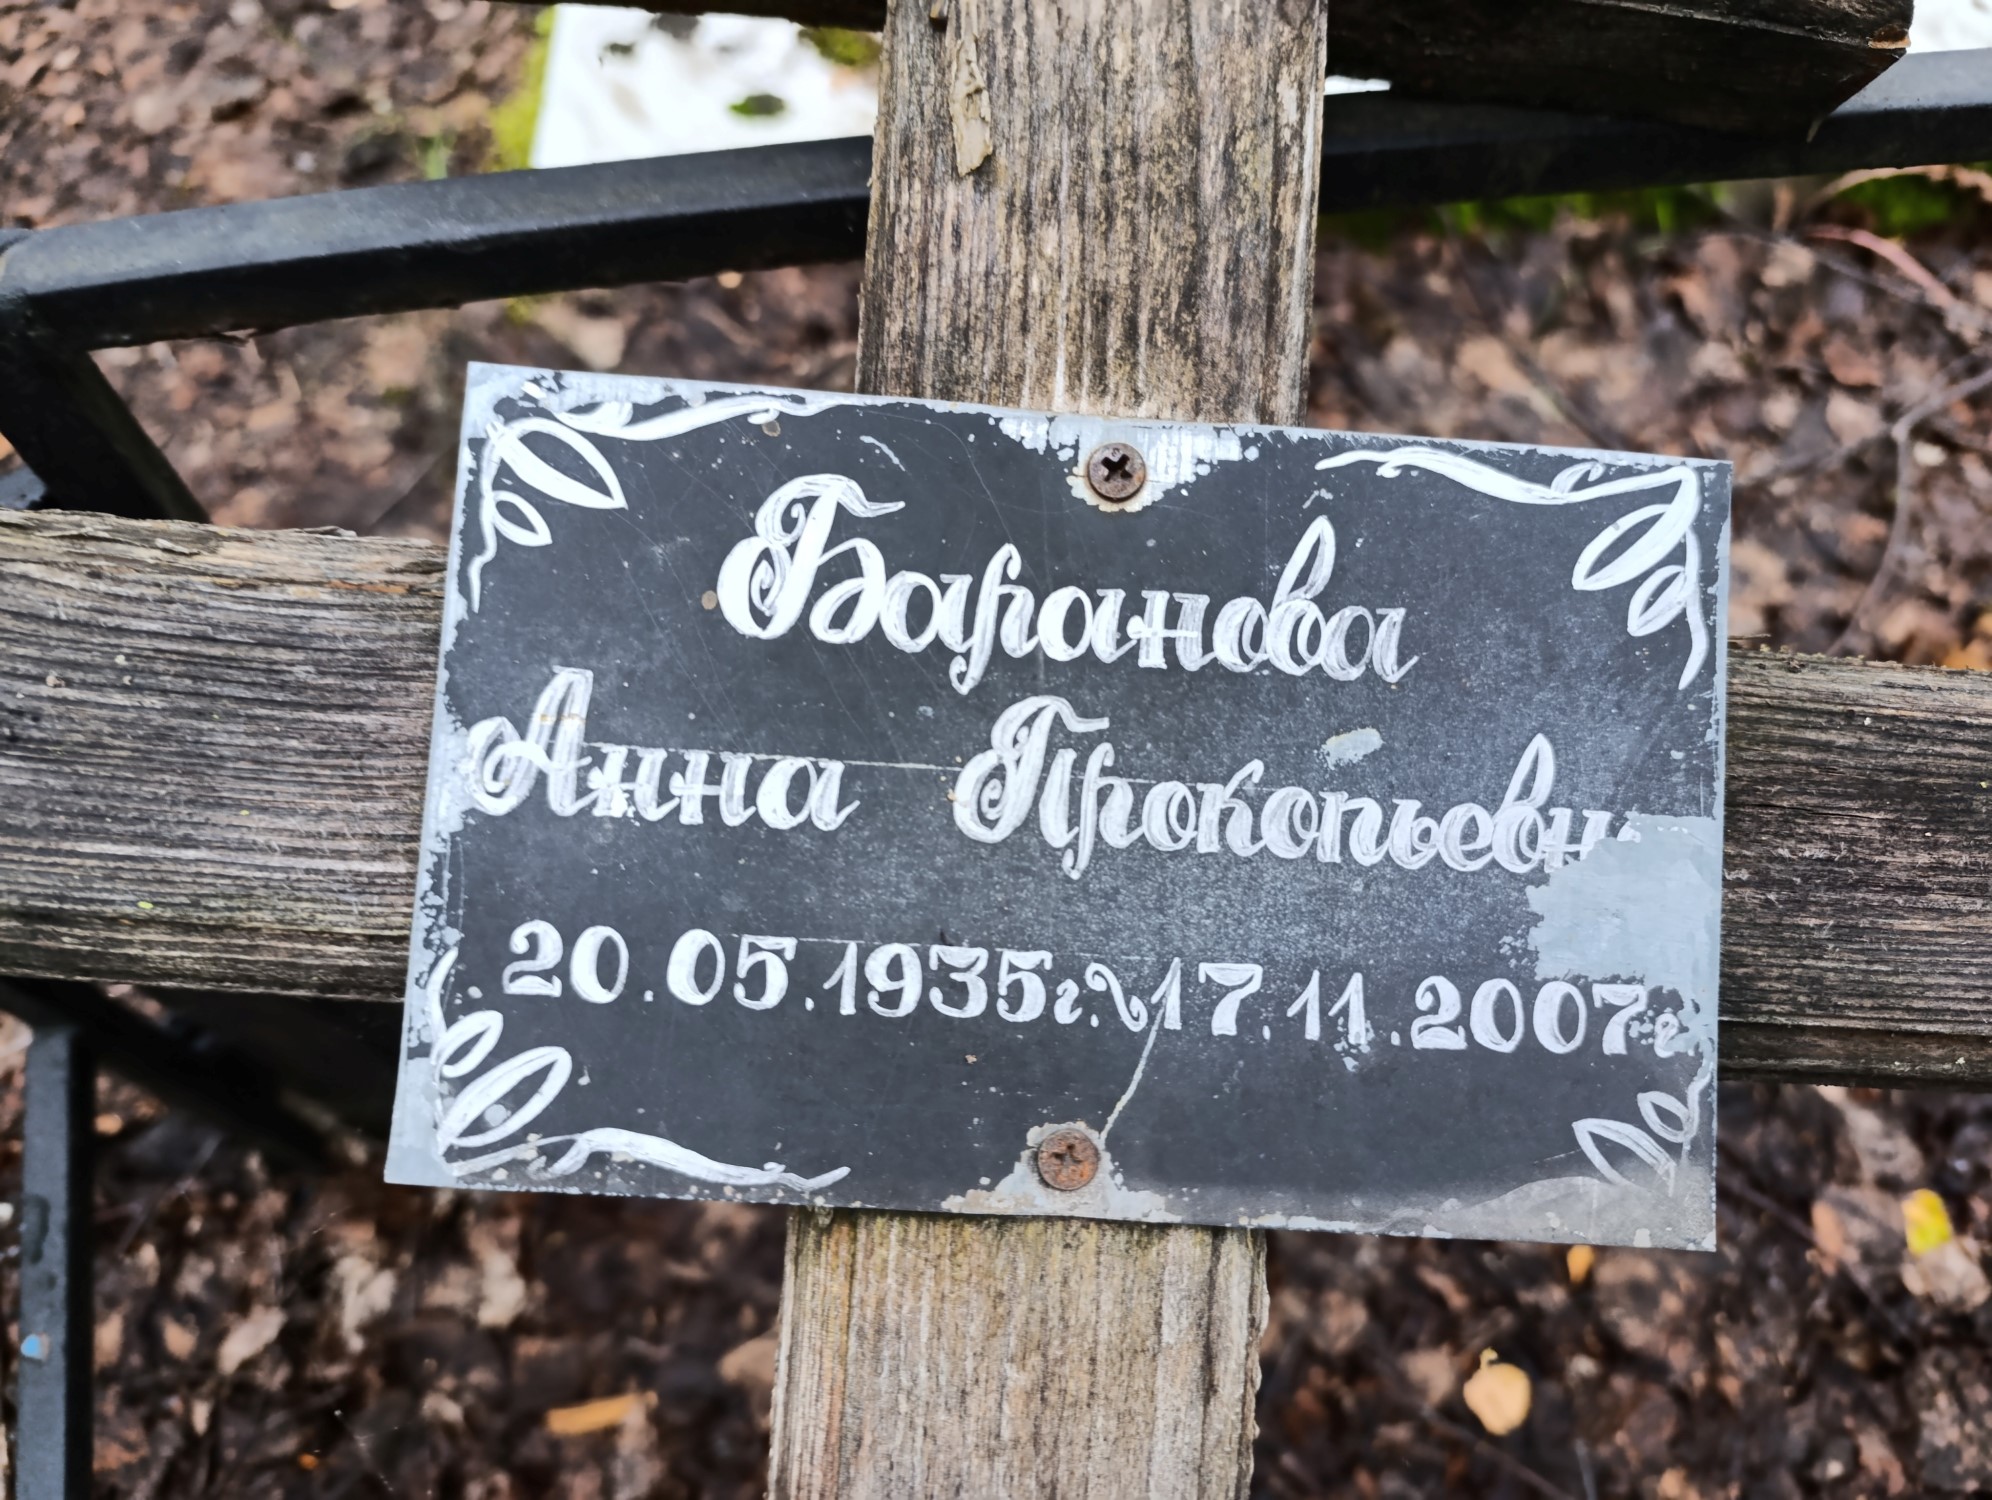 Баранова
Анна Прокопьевн
20.05.1935г.~17.11.2007г